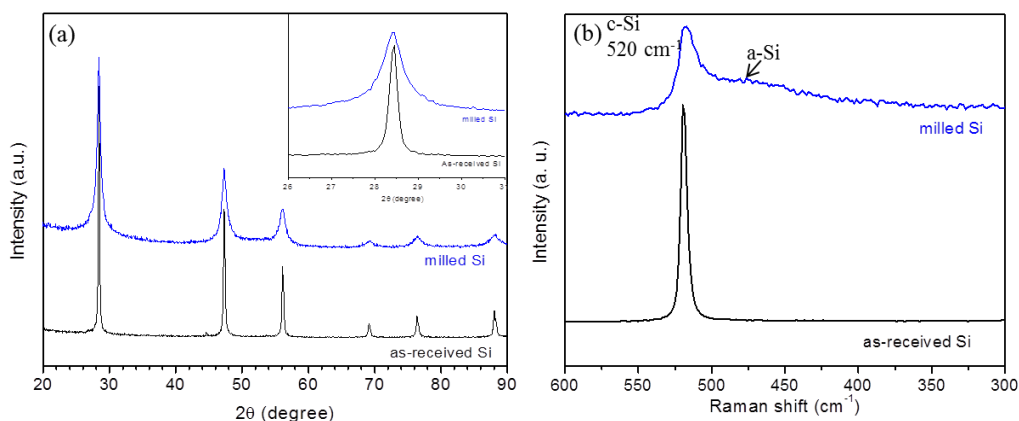 (a)
Intensity (a.u.)
milled Si
As-received Si
26 27 28 29 30 31
2θ (degree)
milled Si
as-received Si
20 30 40 50 60 70 80 90
2θ (degree)
(b)
c-Si
520 cm⁻¹
a-Si
Intensity (a. u.)
milled Si
as-received Si
600 550 500 450 400 350 300
Raman shift (cm⁻¹)